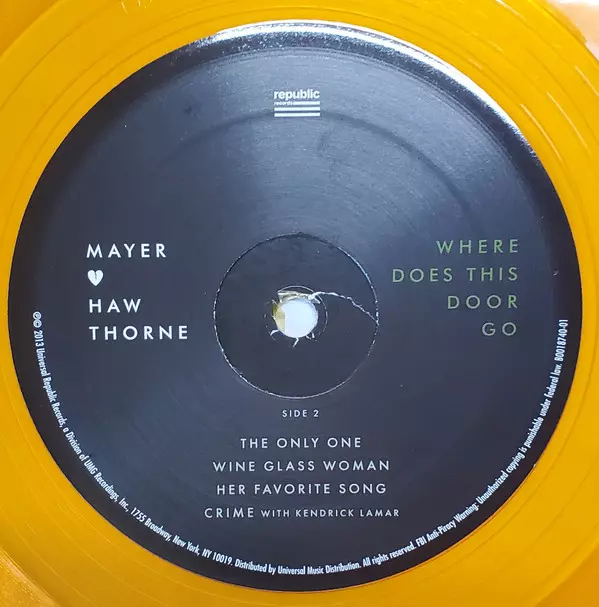 republic
records
MAYER
HAW
THORNE
WHERE
DOES THIS
DOOR
GO
SIDE 2
THE ONLY ONE
WINE GLASS WOMAN
HER FAVORITE SONG
CRIME WITH KENDRICK LAMAR
℗© 2013 Universal Republic Records, a Division of UMG Recordings, Inc., 1755 Broadway, New York, NY 10019. Distributed by Universal Music Distribution. All rights reserved. FBI Anti-Piracy Warning: Unauthorized copying is punishable under federal law. B0018740-01